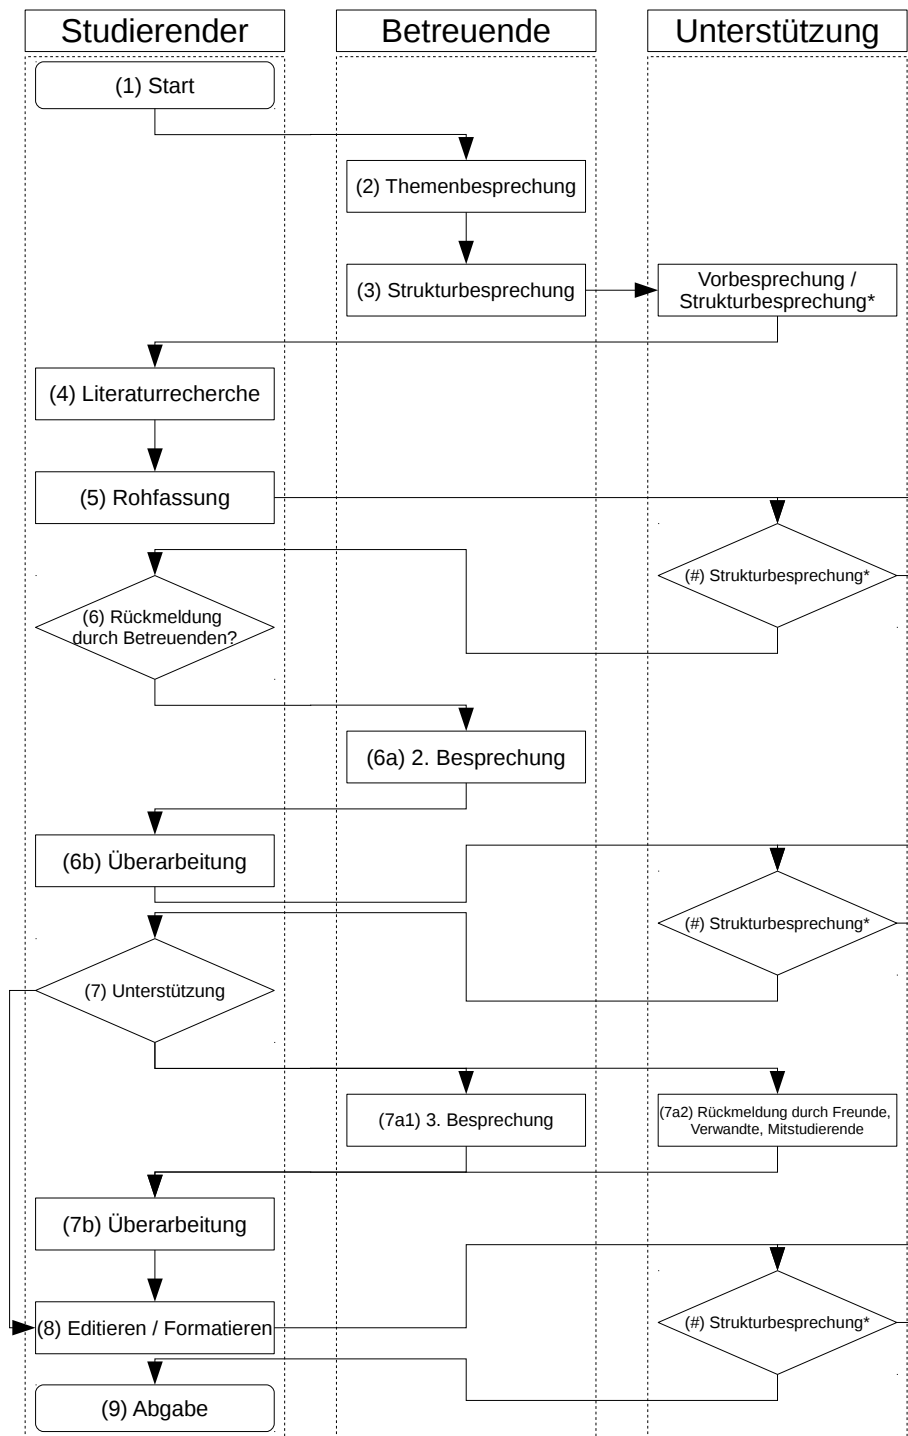 Studierender
Betreuende
Unterstützung
(1) Start
(2) Themenbesprechung
(3) Strukturbesprechung
Vorbesprechung /
Strukturbesprechung*
(4) Literaturrecherche
(5) Rohfassung
(#) Strukturbesprechung*
(6) Rückmeldung
durch Betreuenden?
(6a) 2. Besprechung
(6b) Überarbeitung
(#) Strukturbesprechung*
(7) Unterstützung
(7a1) 3. Besprechung
(7a2) Rückmeldung durch Freunde,
Verwandte, Mitstudierende
(7b) Überarbeitung
(8) Editieren / Formatieren
(#) Strukturbesprechung*
(9) Abgabe